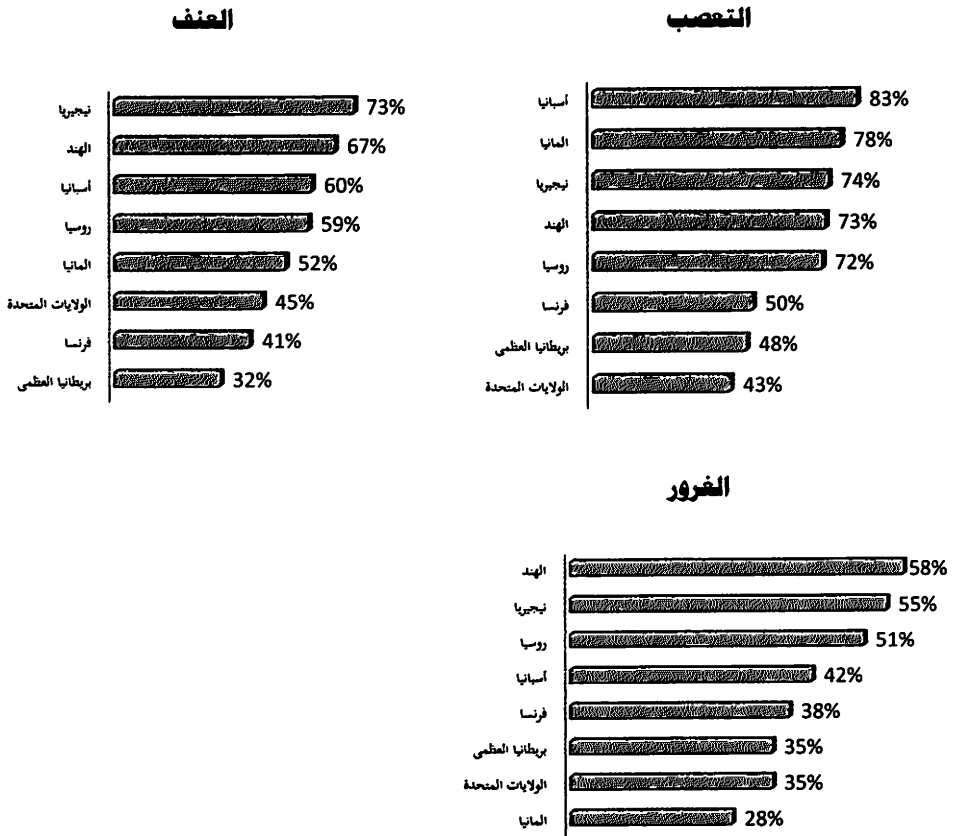 التعصب
أسبانيا 83%
المانيا 78%
نيجيريا 74%
الهند 73%
روسيا 72%
فرنسا 50%
بريطانيا العظمى 48%
الولايات المتحدة 43%
العنف
نيجيريا 73%
الهند 67%
أسبانيا 60%
روسيا 59%
المانيا 52%
الولايات المتحدة 45%
فرنسا 41%
بريطانيا العظمى 32%
الغرور
الهند 58%
نيجيريا 55%
روسيا 51%
أسبانيا 42%
فرنسا 38%
بريطانيا العظمى 35%
الولايات المتحدة 35%
المانيا 28%